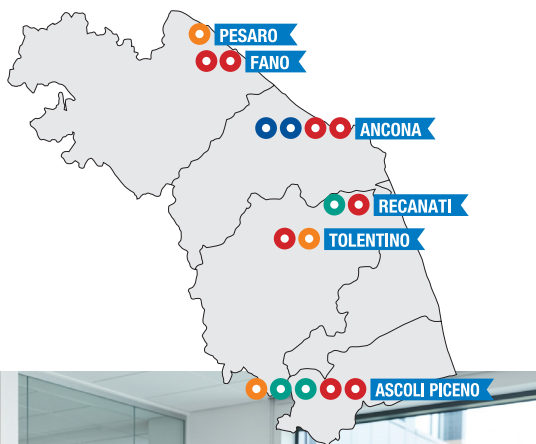 PESARO
FANO
ANCONA
RECANATI
TOLENTINO
ASCOLI PICENO